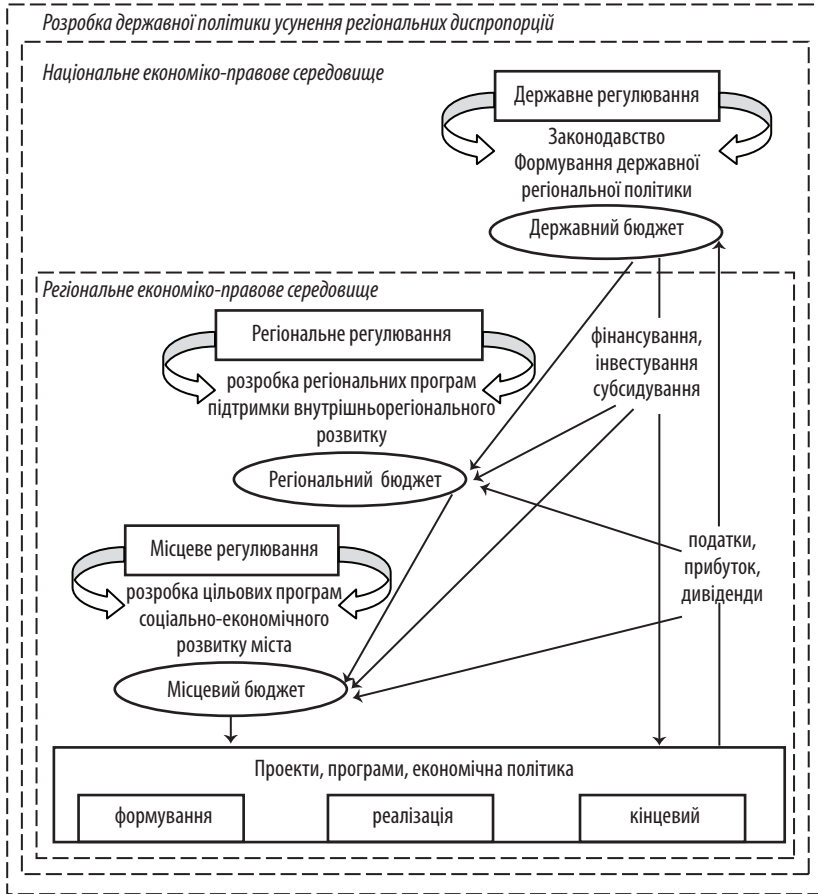 Розробка державної політики усунення регіональних диспропорцій
Національне економіко-правове середовище
Державне регулювання
Законодавство
Формування державної
регіональної політики
Державний бюджет
Регіональне економіко-правове середовище
Регіональне регулювання
фінансування,
інвестування
субсидування
розробка регіональних програм
підтримки внутрішньорегіонального
розвитку
Регіональний бюджет
Місцеве регулювання
податки,
прибуток,
дивіденди
розробка цільових програм
соціально-економічного
розвитку міста
Місцевий бюджет
Проекти, програми, економічна політика
формування
реалізація
кінцевий